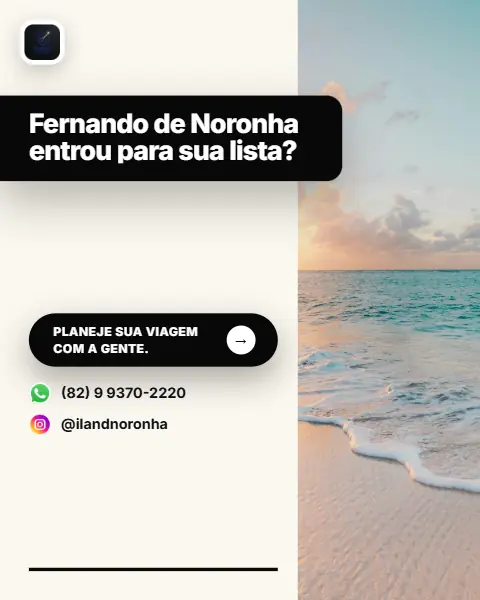 Fernando de Noronha
entrou para sua lista?
PLANEJE SUA VIAGEM
COM A GENTE.
→
(82) 9 9370-2220
@ilandnoronha